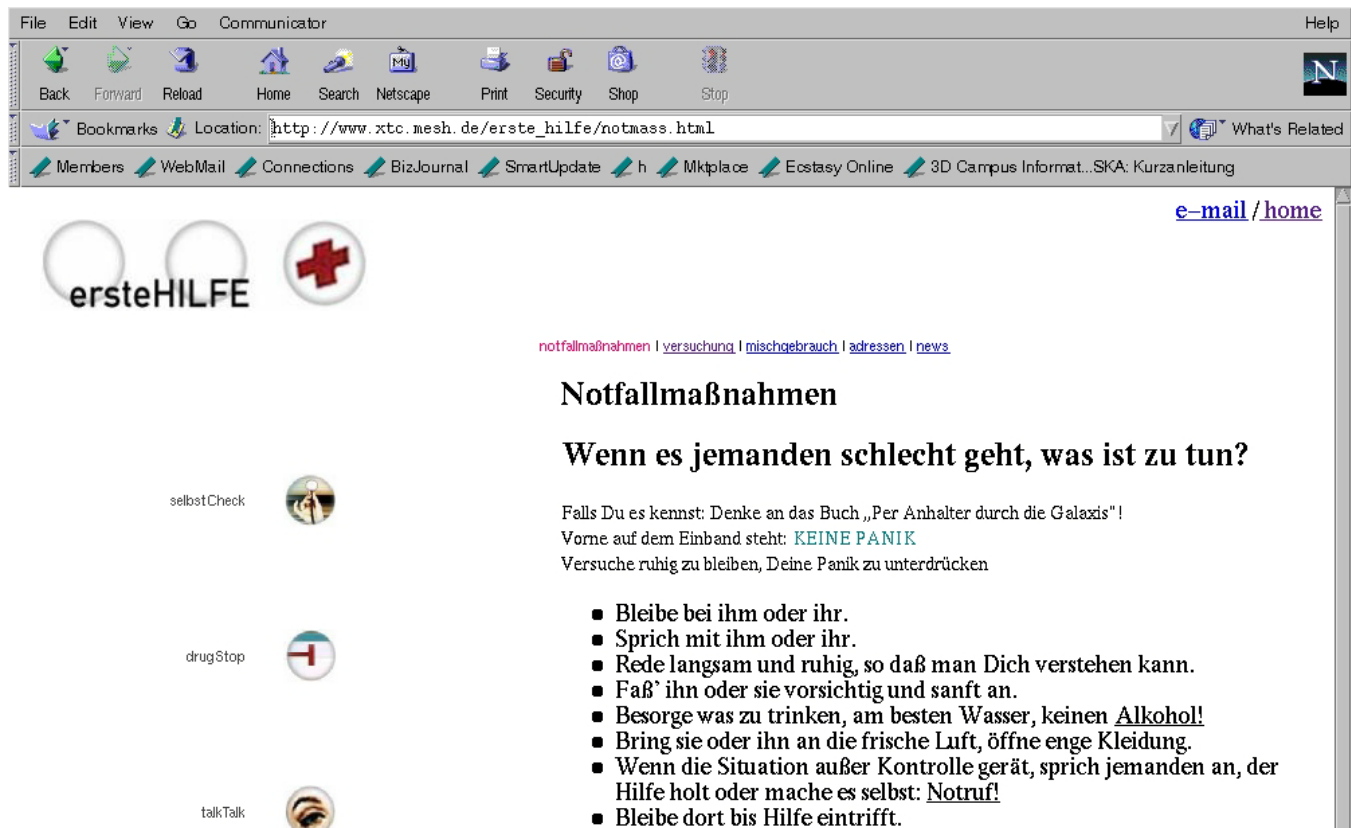 File Edit View Go Communicator Help
My N
Back Forward Reload Home Search Netscape Print Security Shop Stop
Bookmarks Location: http://www.xtc.mesh.de/erste_hilfe/notmass.html What's Related
Members WebMail Connections BizJournal SmartUpdate h Mktplace Ecstasy Online 3D Campus Informat...SKA: Kurzanleitung
e-mail / home
ersteHILFE
notfallmaßnahmen I versuchung I mischgebrauch I adressen I news
Notfallmaßnahmen
Wenn es jemanden schlecht geht, was ist zu tun?
selbstCheck
Falls Du es kennst: Denke an das Buch „Per Anhalter durch die Galaxis"!
Vorne auf dem Einband steht: KEINE PANIK
Versuche ruhig zu bleiben, Deine Panik zu unterdrücken
Bleibe bei ihm oder ihr.
Sprich mit ihm oder ihr.
drugStop
Rede langsam und ruhig, so daß man Dich verstehen kann.
Faß` ihn oder sie vorsichtig und sanft an.
Besorge was zu trinken, am besten Wasser, keinen Alkohol!
Bring sie oder ihn an die frische Luft, öffne enge Kleidung.
Wenn die Situation außer Kontrolle gerät, sprich jemanden an, der
Hilfe holt oder mache es selbst: Notruf!
talkTalk
Bleibe dort bis Hilfe eintrifft.